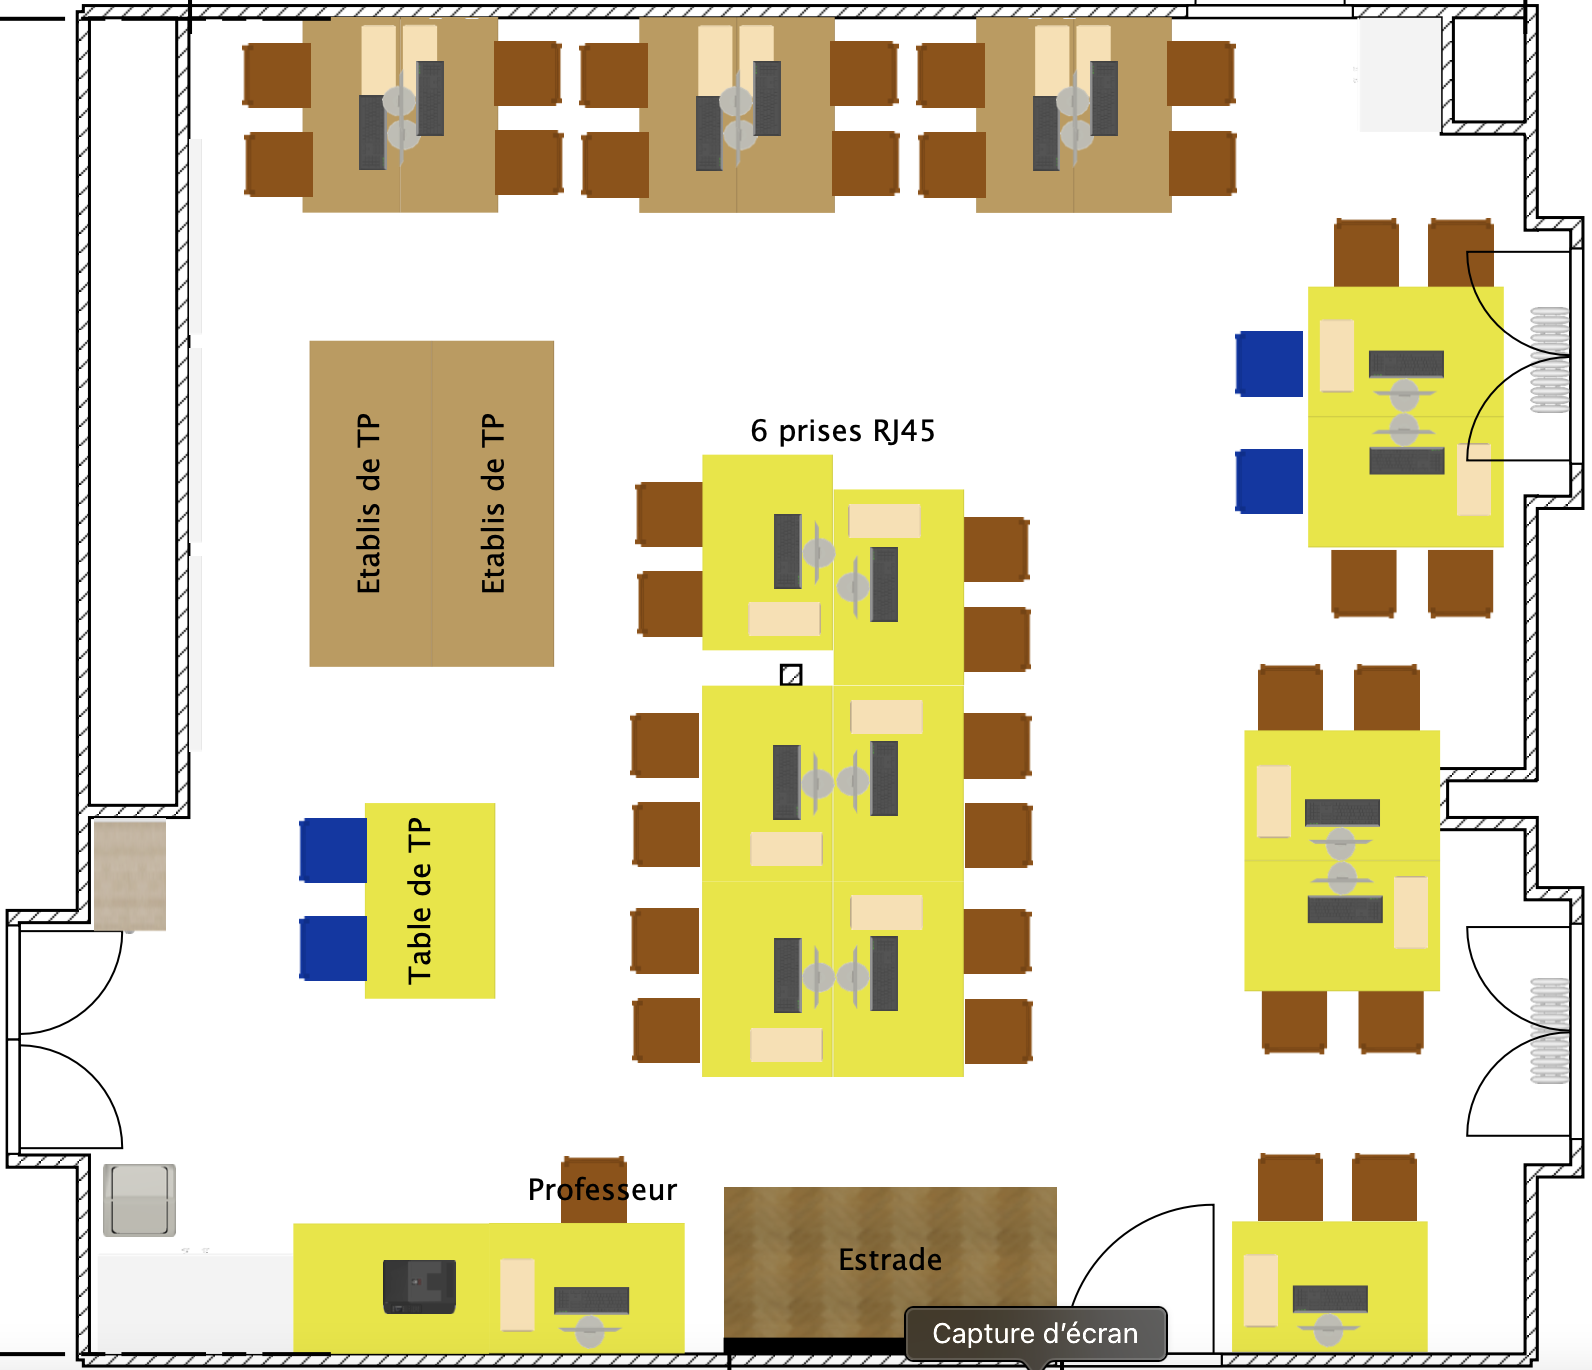 Etablis de TP
Etablis de TP
6 prises RJ45
Table de TP
Professeur
Estrade
Capture d’écran